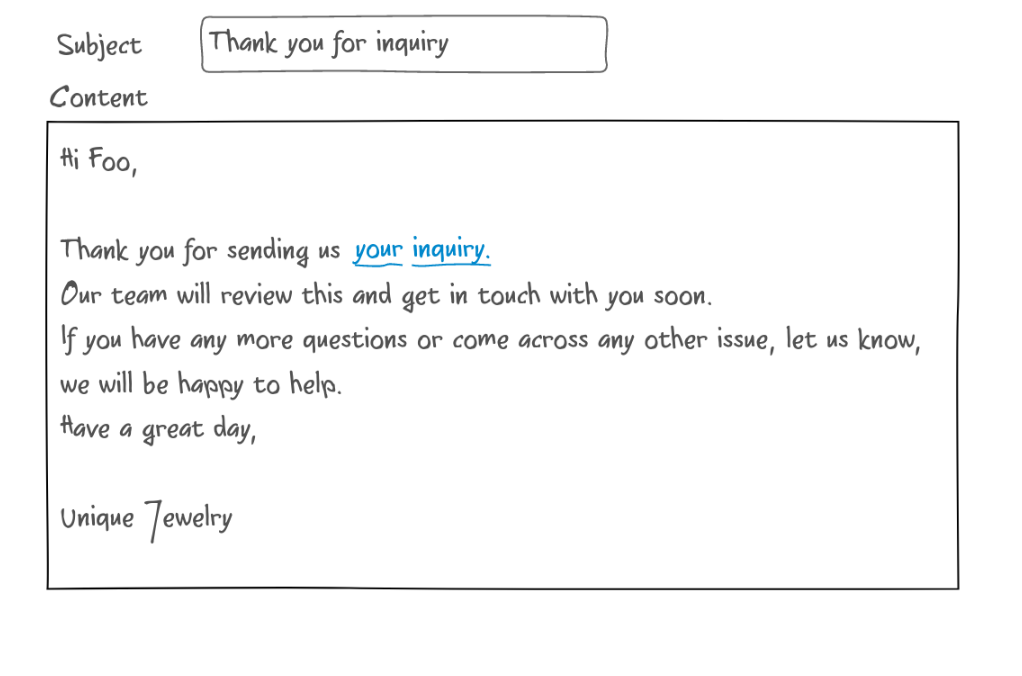 Subject
Thank you for inquiry
Content
Hi Foo,
Thank you for sending us your inquiry.
Our team will review this and get in touch with you soon.
If you have any more questions or come across any other issue, let us know,
we will be happy to help.
Have a great day,
Unique Jewelry